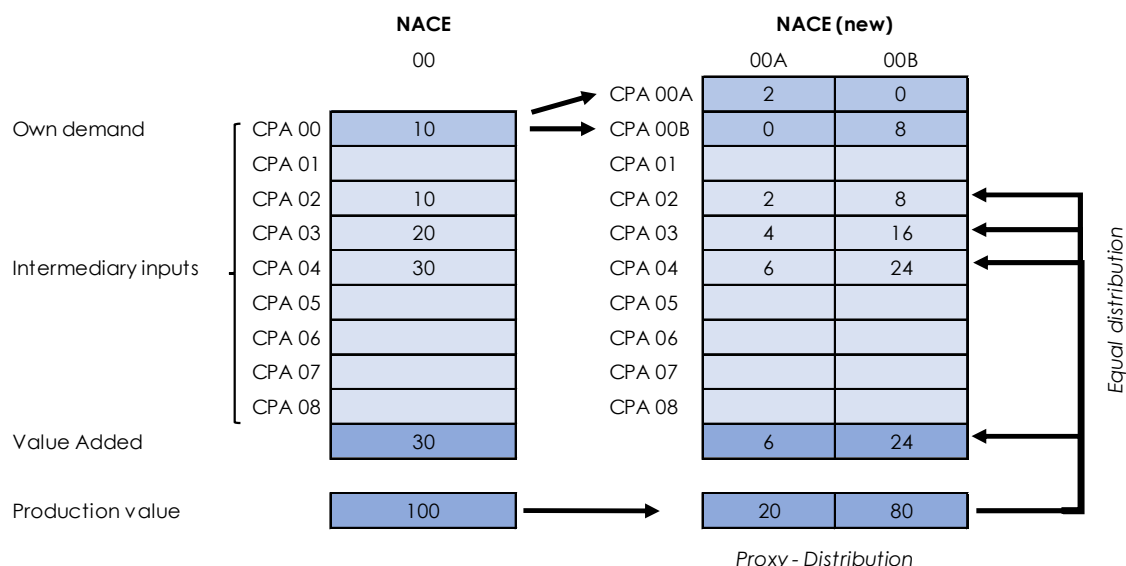 NACE NACE (new)
00 00A 00B
CPA 00A 2 0
Own demand CPA 00 10 CPA 00B 0 8
CPA 01 CPA 01
CPA 02 10 CPA 02 2 8
CPA 03 20 CPA 03 4 16
Intermediary inputs CPA 04 30 CPA 04 6 24
CPA 05 CPA 05
CPA 06 CPA 06
CPA 07 CPA 07
CPA 08 CPA 08
Value Added 30 6 24
Production value 100 20 80
Proxy - Distribution
Equal distribution